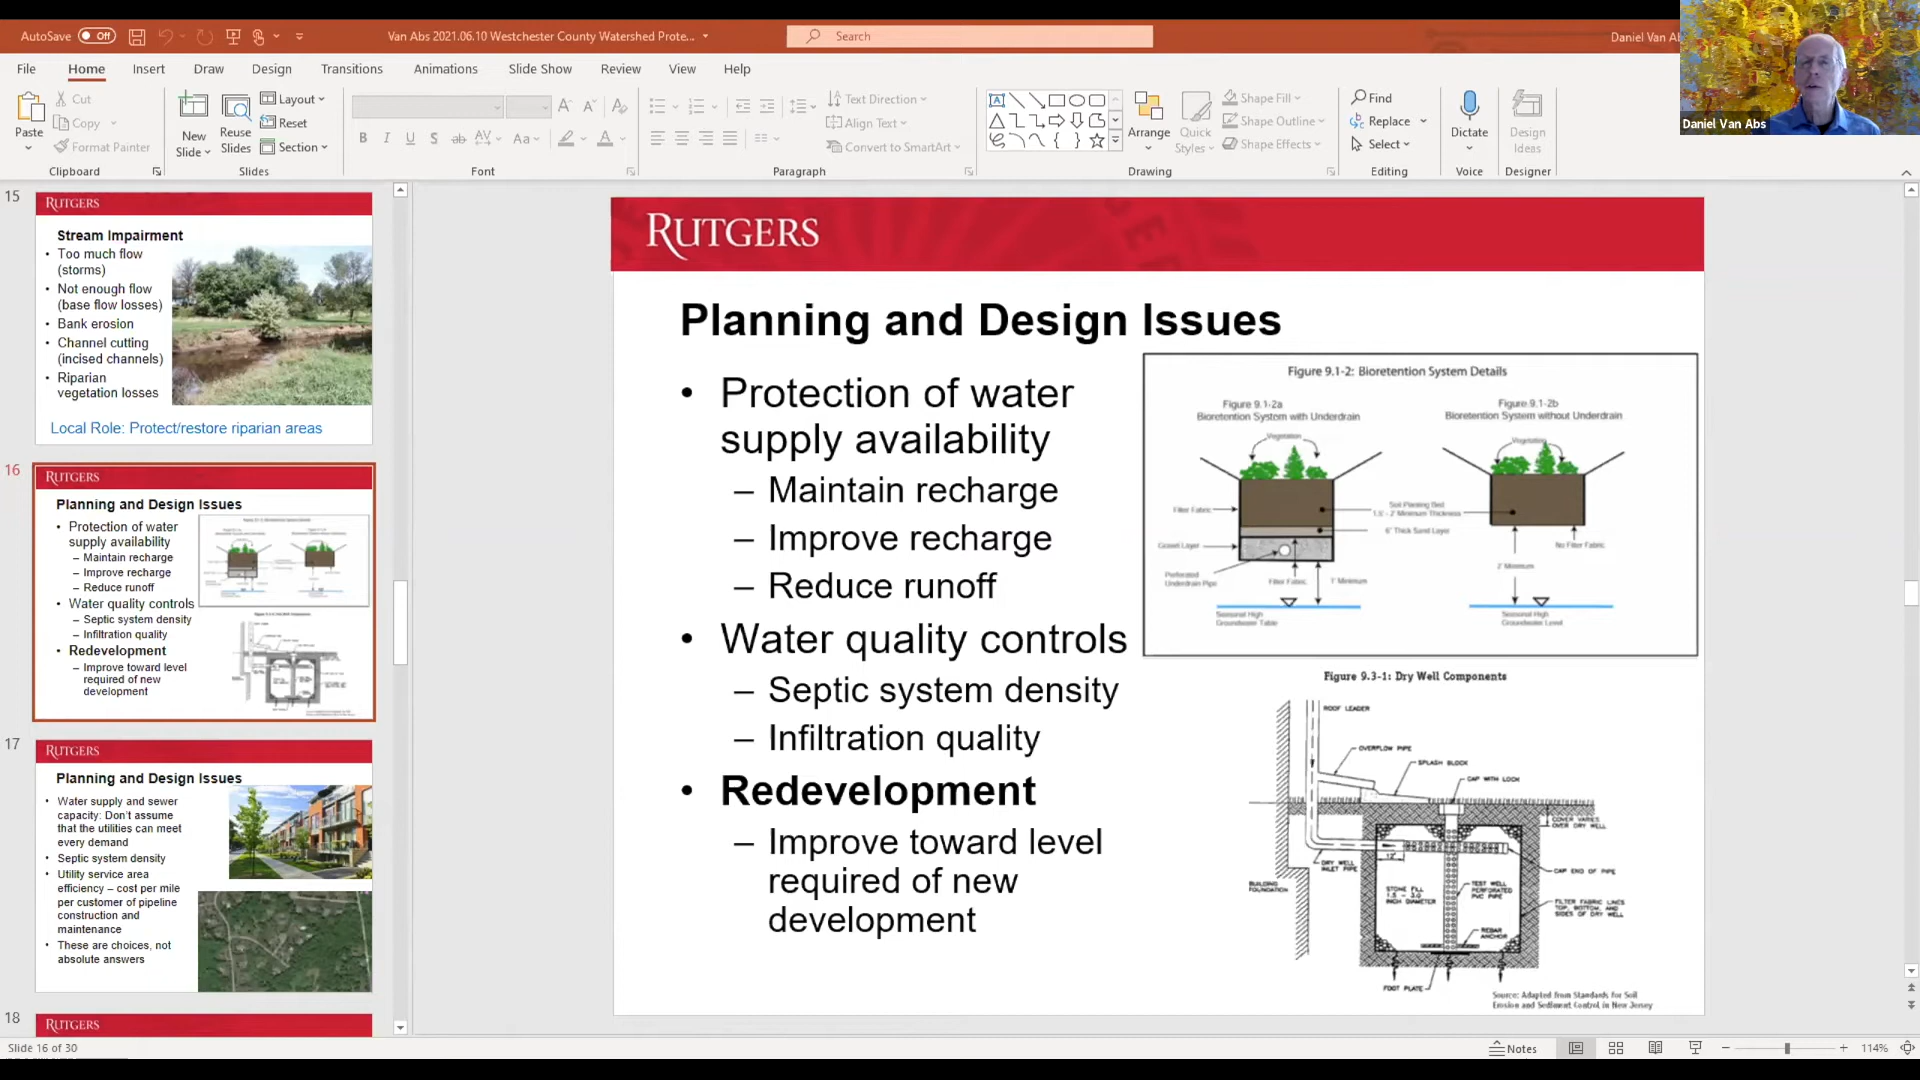 AutoSave Off
Van Abs 2021.06.10 Westchester County Watershed Prote...
Search
Daniel Van Ab
File Home Insert Draw Design Transitions Animations Slide Show Review View Help
Paste
Cut
Copy
Format Painter
Clipboard
New Slide
Reuse Slides
Layout
Reset
Section
Slides
Font
Text Direction
Align Text
Convert to SmartArt
Paragraph
Arrange
Quick Styles
Shape Fill
Shape Outline
Shape Effects
Drawing
Find
Replace
Select
Editing
Dictate
Voice
Design Ideas
Designer
Daniel Van Abs
15
RUTGERS
Stream Impairment
• Too much flow
(storms)
• Not enough flow
(base flow losses)
• Bank erosion
• Channel cutting
(incised channels)
• Riparian
vegetation losses
Local Role: Protect/restore riparian areas
16
RUTGERS
Planning and Design Issues
• Protection of water
supply availability
– Maintain recharge
– Improve recharge
– Reduce runoff
• Water quality controls
– Septic system density
– Infiltration quality
• Redevelopment
– Improve toward level
required of new
development
17
RUTGERS
Planning and Design Issues
• Water supply and sewer
capacity: Don't assume
that the utilities can meet
every demand
• Septic system density
• Utility service area
efficiency – cost per mile
per customer of pipeline
construction and
maintenance
• These are choices, not
absolute answers
18
RUTGERS
RUTGERS
Planning and Design Issues
• Protection of water
supply availability
– Maintain recharge
– Improve recharge
– Reduce runoff
• Water quality controls
– Septic system density
– Infiltration quality
• Redevelopment
– Improve toward level
required of new
development
Figure 9.1-2: Bioretention System Details
Figure 9.1-2a
Bioretention System with Underdrain
Figure 9.1-2b
Bioretention System without Underdrain
Vegetation
Vegetation
Filter Fabric
Soil Planting Bed
1.5' - 2' Minimum Thickness
6" Thick Sand Layer
Gravel Layer
No Filter Fabric
Perforated
Underdrain Pipe
Filter Fabric
1' Minimum
2' Minimum
Seasonal High
Groundwater Table
Seasonal High
Groundwater Level
Figure 9.3-1: Dry Well Components
ROOF LEADER
OVERFLOW PIPE
SPLASH BLOCK
CAP WITH LOCK
COVER VARIES
OVER DRY WELL
12"
DRY WELL
INLET PIPE
CAP END OF PIPE
BUILDING
FOUNDATION
STONE FILL
1.5 - 3.0
INCH DIAMETER
TEST WELL
PERFORATED
PVC PIPE
FILTER FABRIC LINES
TOP, BOTTOM, AND
SIDES OF DRY WELL
REBAR
ANCHOR
FOOT PLATE
Source: Adapted from Standards for Soil
Erosion and Sediment Control in New Jersey
Slide 16 of 30
Notes
114%